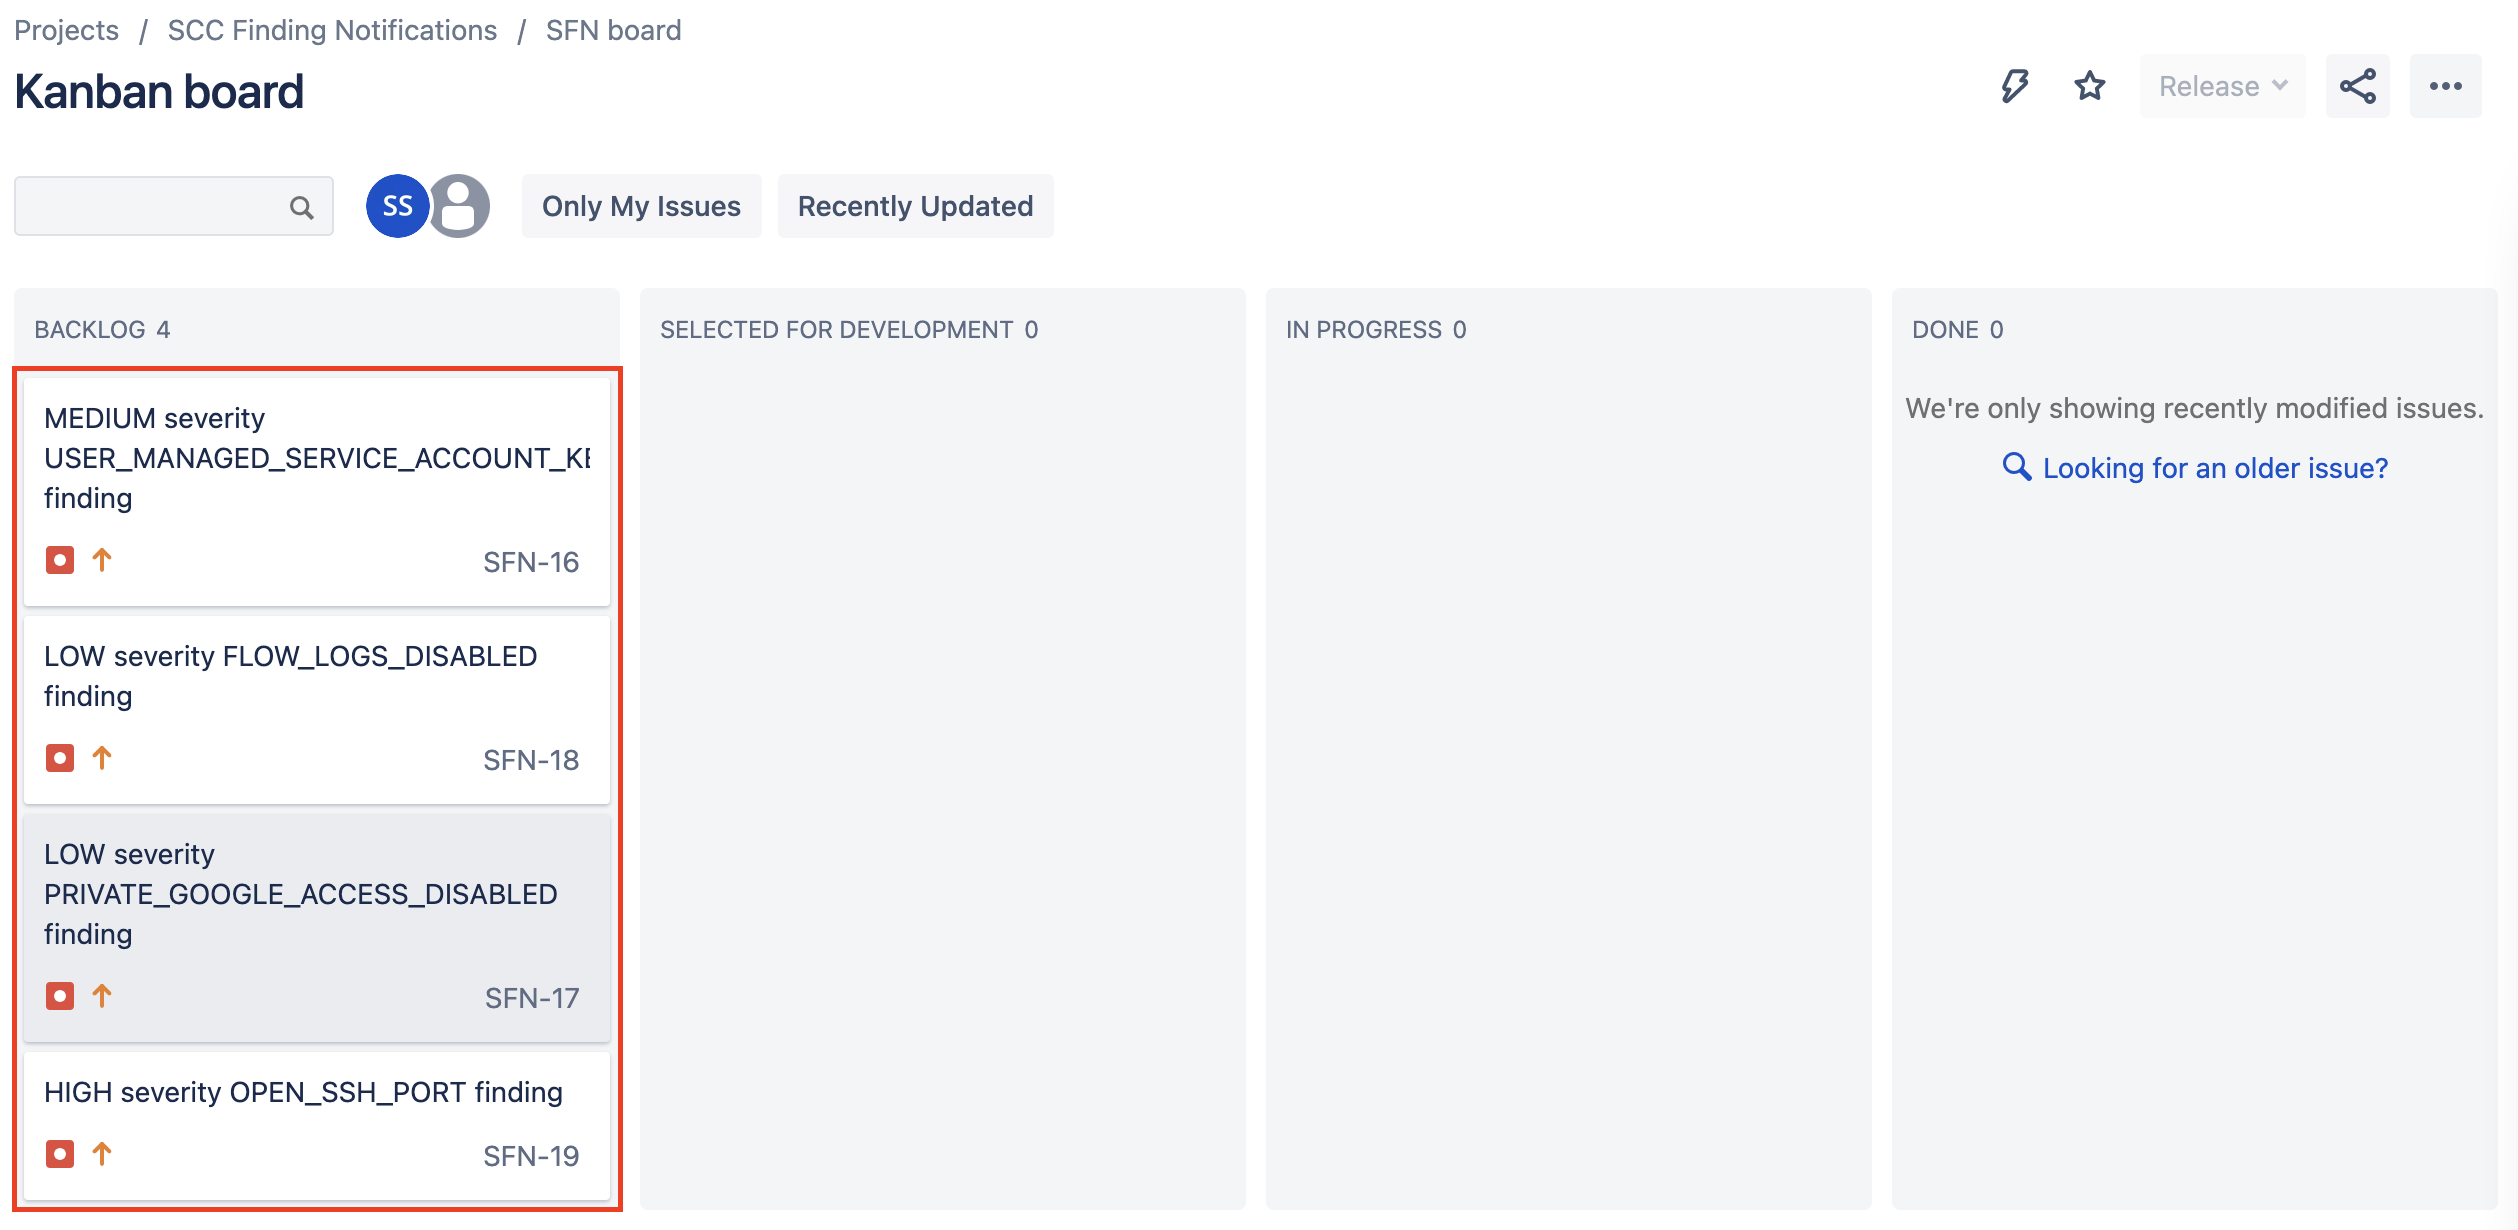 Projects / SCC Finding Notifications / SFN board
Kanban board
Release
SS
Only My Issues
Recently Updated
BACKLOG 4
MEDIUM severity
USER_MANAGED_SERVICE_ACCOUNT_KE
finding
SFN-16
LOW severity FLOW_LOGS_DISABLED
finding
SFN-18
LOW severity
PRIVATE_GOOGLE_ACCESS_DISABLED
finding
SFN-17
HIGH severity OPEN_SSH_PORT finding
SFN-19
SELECTED FOR DEVELOPMENT 0
IN PROGRESS 0
DONE 0
We're only showing recently modified issues.
Looking for an older issue?